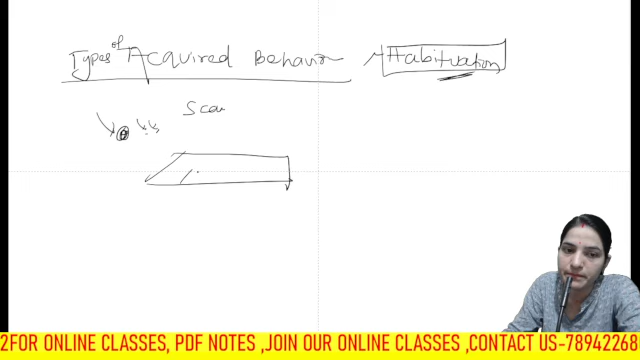 Types of Acquired Behavior Habituation
Scar
2FOR ONLINE CLASSES, PDF NOTES ,JOIN OUR ONLINE CLASSES ,CONTACT US-78942268